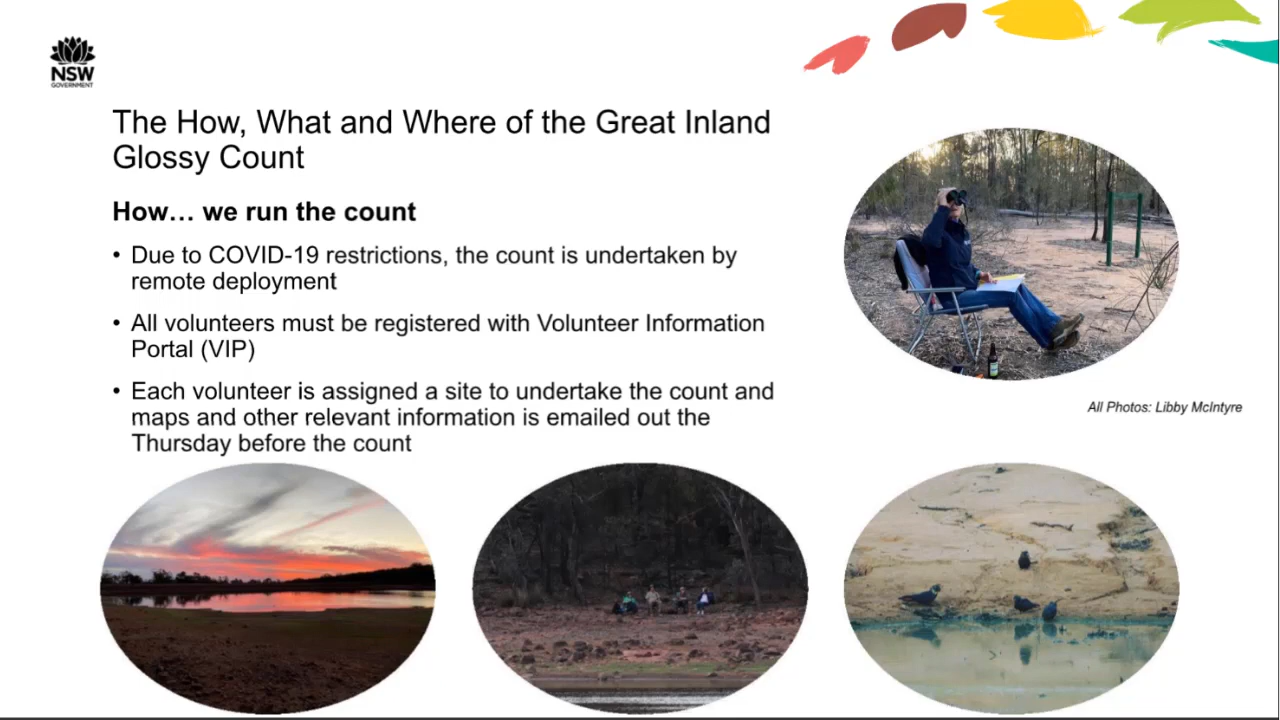 NSW
GOVERNMENT
The How, What and Where of the Great Inland
Glossy Count
How... we run the count
• Due to COVID-19 restrictions, the count is undertaken by
remote deployment
• All volunteers must be registered with Volunteer Information
Portal (VIP)
• Each volunteer is assigned a site to undertake the count and
maps and other relevant information is emailed out the
Thursday before the count
All Photos: Libby McIntyre